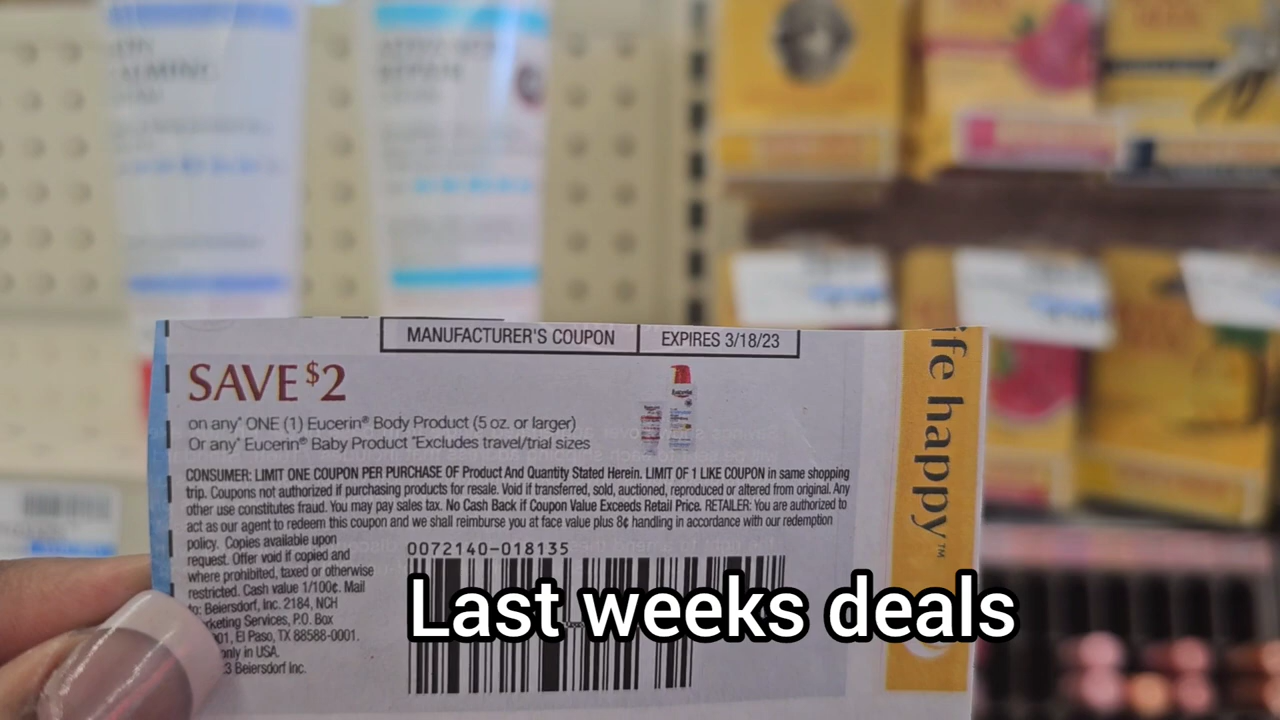 MANUFACTURER'S COUPON EXPIRES 3/18/23
SAVE $2
on any* ONE (1) Eucerin® Body Product (5 oz. or larger)
Or any* Eucerin® Baby Product *Excludes travel/trial sizes
CONSUMER: LIMIT ONE COUPON PER PURCHASE OF Product And Quantity Stated Herein. LIMIT OF 1 LIKE COUPON in same shopping
trip. Coupons not authorized if purchasing products for resale. Void if transferred, sold, auctioned, reproduced or altered from original. Any
other use constitutes fraud. You may pay sales tax. No Cash Back if Coupon Value Exceeds Retail Price. RETAILER: You are authorized to
act as our agent to redeem this coupon and we shall reimburse you at face value plus 8¢ handling in accordance with our redemption
policy. Copies available upon
request. Offer void if copied and
where prohibited, taxed or otherwise
restricted. Cash value 1/100¢. Mail
to: Beiersdorf, Inc. 2184, NCH
rketing Services, P.O. Box
01, El Paso, TX 88588-0001.
only in USA.
3 Beiersdorf Inc.
0072140-018135
ife happy™
Eucerin
Last weeks deals